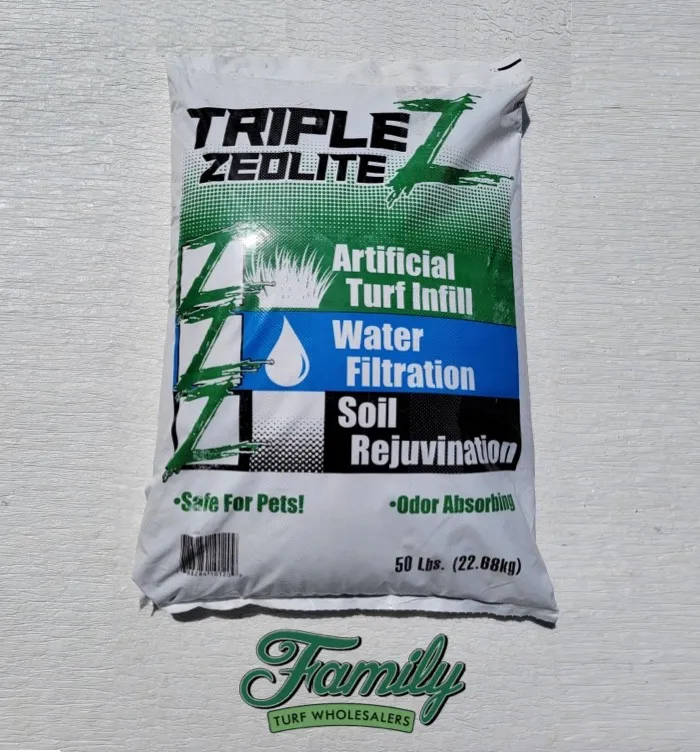 TRIPLE Z
ZEOLITE
Artificial
Turf Infill
Water
Filtration
Soil
Rejuvination
•Safe For Pets!
•Odor Absorbing
50 Lbs. (22.68kg)
Family
TURF WHOLESALERS